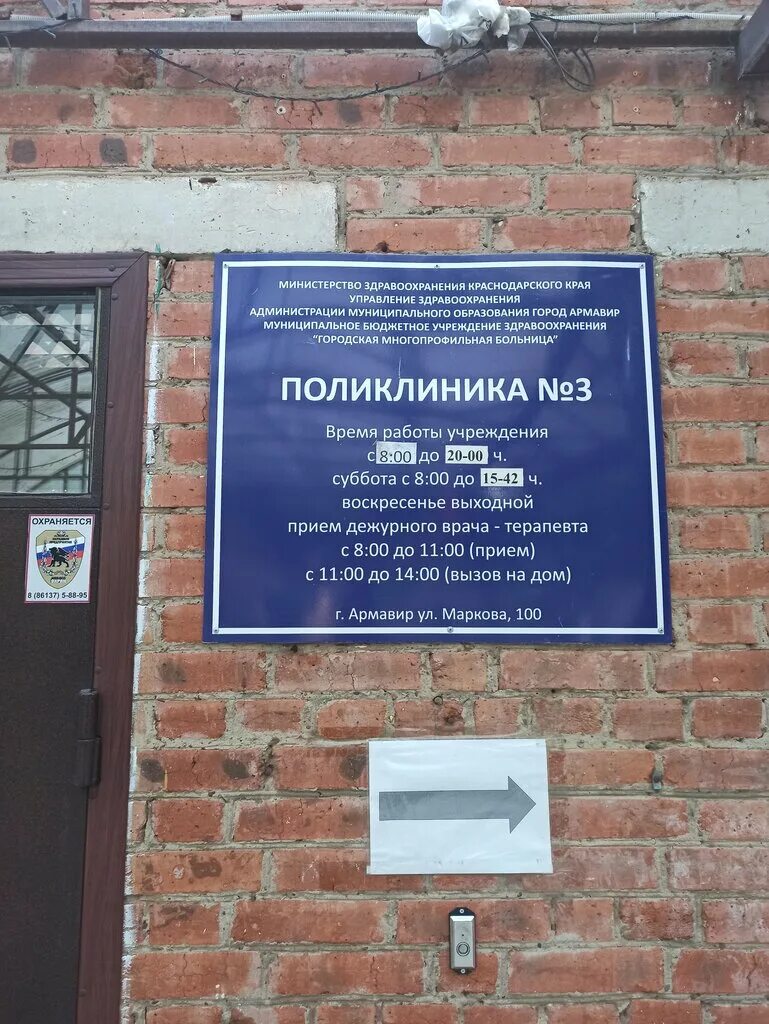 МИНИСТЕРСТВО ЗДРАВООХРАНЕНИЯ КРАСНОДАРСКОГО КРАЯ
УПРАВЛЕНИЕ ЗДРАВООХРАНЕНИЯ
АДМИНИСТРАЦИИ МУНИЦИПАЛЬНОГО ОБРАЗОВАНИЯ ГОРОД АРМАВИР
МУНИЦИПАЛЬНОЕ БЮДЖЕТНОЕ УЧРЕЖДЕНИЕ ЗДРАВООХРАНЕНИЯ
"ГОРОДСКАЯ МНОГОПРОФИЛЬНАЯ БОЛЬНИЦА"
ПОЛИКЛИНИКА №3
Время работы учреждения
с 8:00 до 20-00 ч.
суббота с 8:00 до 15-42 ч.
воскресенье выходной
прием дежурного врача - терапевта
с 8:00 до 11:00 (прием)
с 11:00 до 14:00 (вызов на дом)
г. Армавир ул. Маркова, 100
ОХРАНЯЕТСЯ
8 (86137) 5-88-95